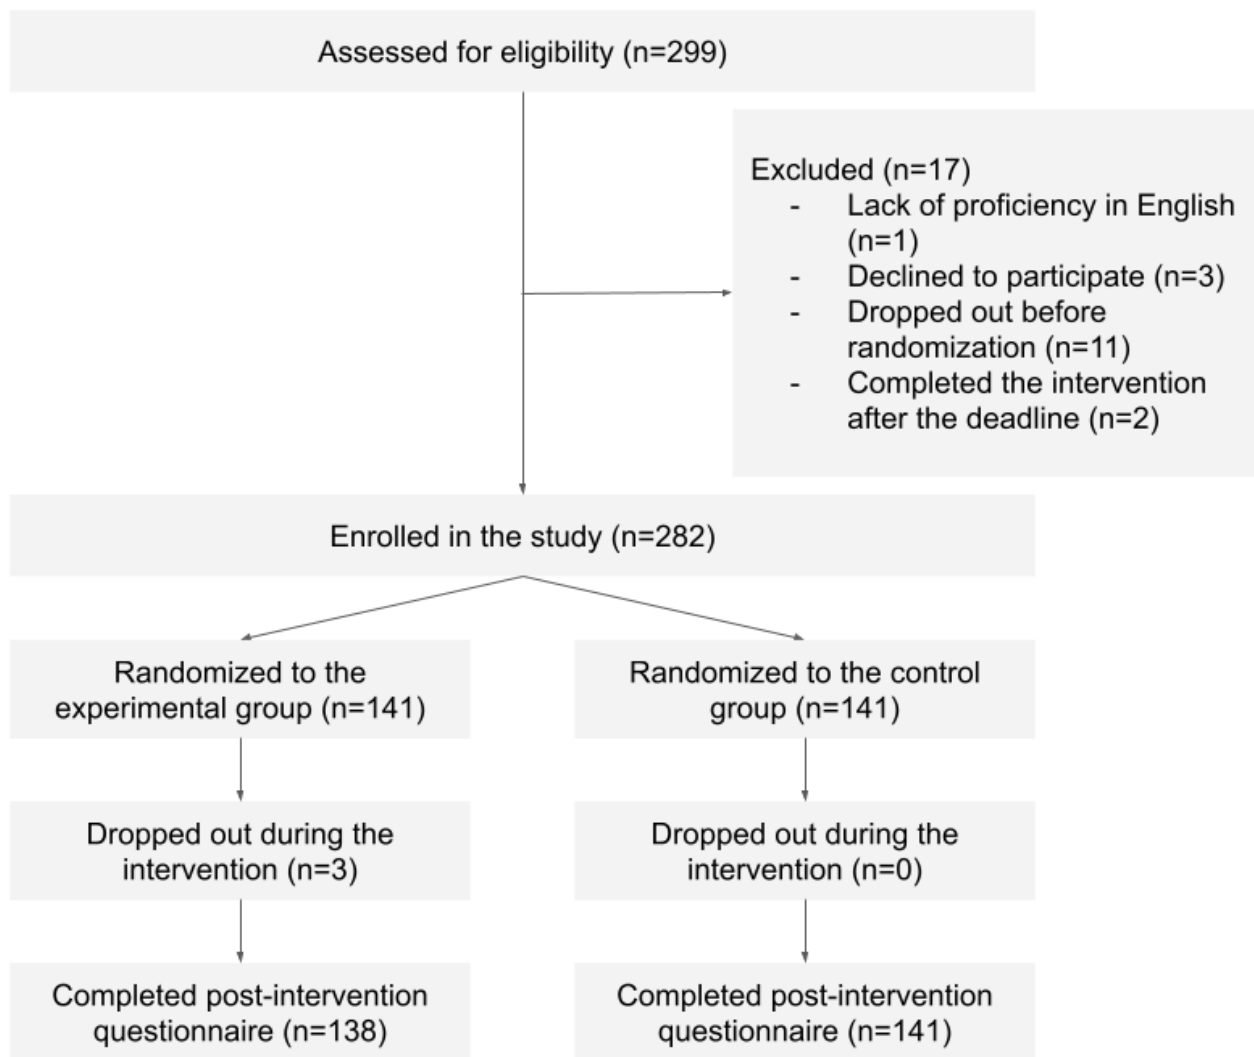 Assessed for eligibility (n=299)
Excluded (n=17)
- Lack of proficiency in English
(n=1)
- Declined to participate (n=3)
- Dropped out before
randomization (n=11)
- Completed the intervention
after the deadline (n=2)
Enrolled in the study (n=282)
Randomized to the
experimental group (n=141)
Randomized to the control
group (n=141)
Dropped out during the
intervention (n=3)
Dropped out during the
intervention (n=0)
Completed post-intervention
questionnaire (n=138)
Completed post-intervention
questionnaire (n=141)